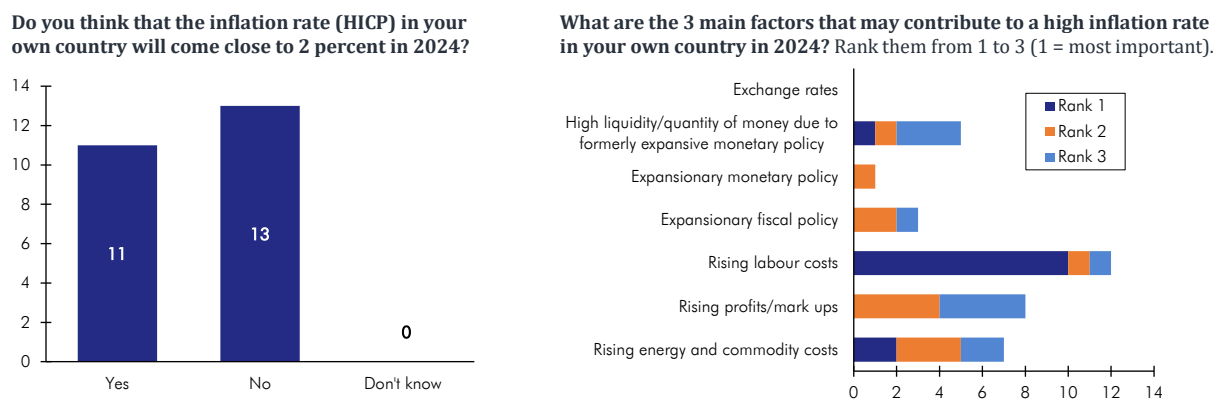 Do you think that the inflation rate (HICP) in your
own country will come close to 2 percent in 2024?
14
12
10
8
6
4
2
0
11
13
0
Yes
No
Don't know
What are the 3 main factors that may contribute to a high inflation rate
in your own country in 2024? Rank them from 1 to 3 (1 = most important).
Exchange rates
High liquidity/quantity of money due to
formerly expansive monetary policy
Expansionary monetary policy
Expansionary fiscal policy
Rising labour costs
Rising profits/mark ups
Rising energy and commodity costs
Rank 1
Rank 2
Rank 3
0 2 4 6 8 10 12 14